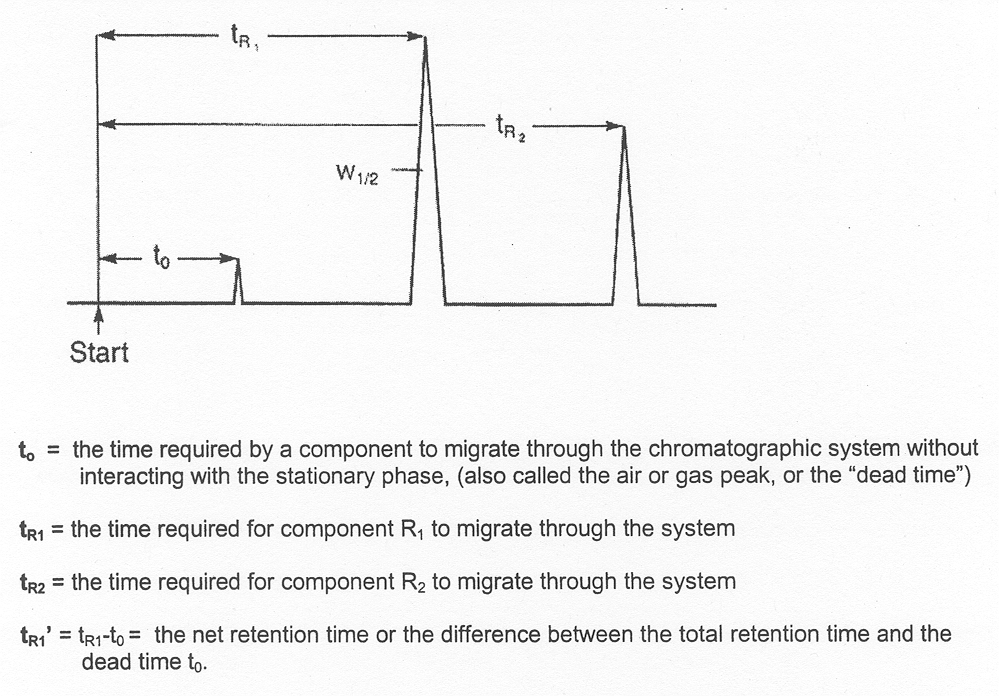 tR₁
tR₂
W1/2
t₀
Start
tₒ = the time required by a component to migrate through the chromatographic system without
interacting with the stationary phase, (also called the air or gas peak, or the “dead time”)
tR1 = the time required for component R₁ to migrate through the system
tR2 = the time required for component R₂ to migrate through the system
tR1’ = tR1-t₀ = the net retention time or the difference between the total retention time and the
dead time t₀.